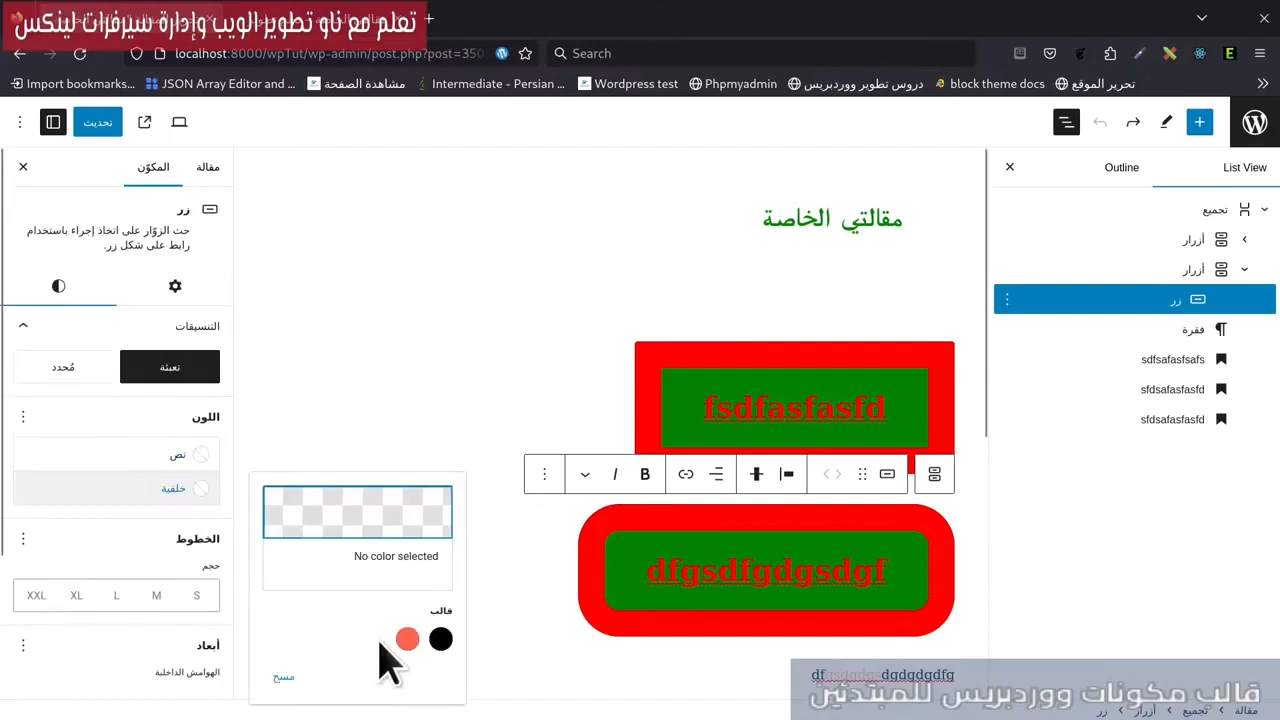 تعلم مع ناو تطوير الويب وإدارة سيرفرات لينكس
localhost:8000/wpTut/wp-admin/post.php?post=350
Search
Import bookmarks...
JSON Array Editor and ...
مشاهدة الصفحة
Intermediate - Persian ...
Wordpress test
Phpmyadmin
دروس تطوير ووردبريس
block theme docs
تحرير الموقع
تحديث
مقالة
المكوّن
زر
حث الزوّار على اتخاذ إجراء باستخدام
رابط على شكل زر.
التنسيقات
تعبئة
مُحدد
اللون
نص
خلفية
الخطوط
حجم
XXL XL L M S
أبعاد
الهوامش الداخلية
No color selected
قالب
مسح
مقالتي الخاصة
fsdfasfasfd
dfgsdfgdgsdgf
dfgsgdgdgsdgdgdgdfg
List View
Outline
تجميع
أزرار
أزرار
زر
فقرة
sdfsafasfsafs
sfdsafasfasfd
sfdsafasfasfd
قالب مكونات ووردبريس للمبتدئين
مقالة
تجميع
أزرار
زر